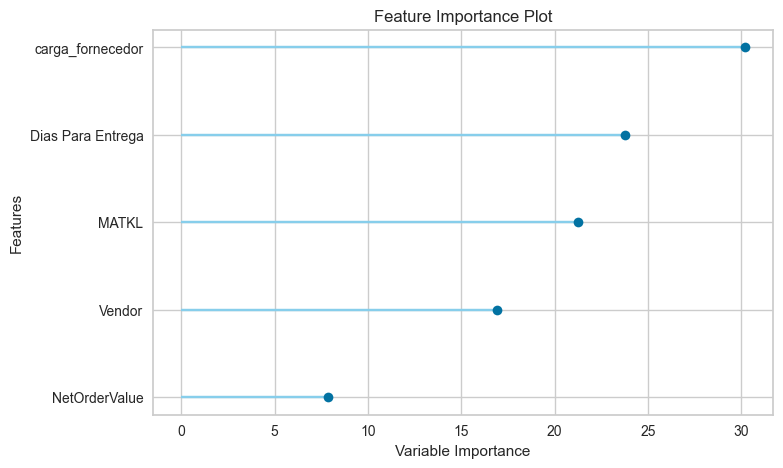 Feature Importance Plot
carga_fornecedor
Dias Para Entrega
MATKL
Vendor
NetOrderValue
Features
0 5 10 15 20 25 30
Variable Importance